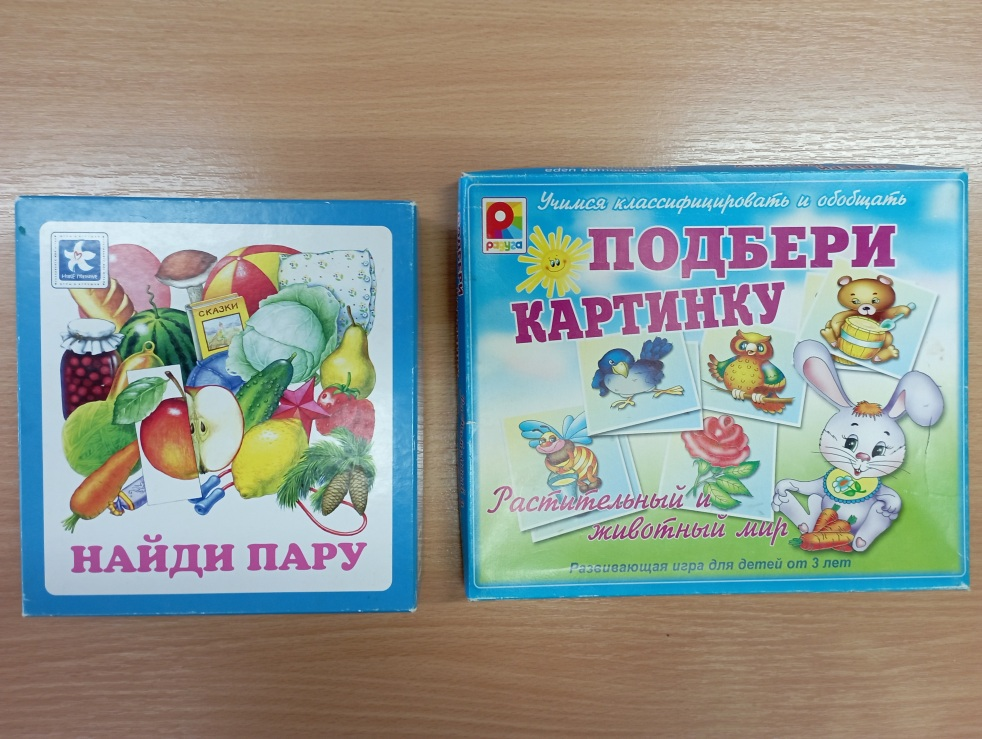 СКАЗКИ
НАЙДИ ПАРУ
радуга
Учимся классифицировать и обобщать
ПОДБЕРИ
КАРТИНКУ
Растительный и
животный мир
Развивающая игра для детей от 3 лет